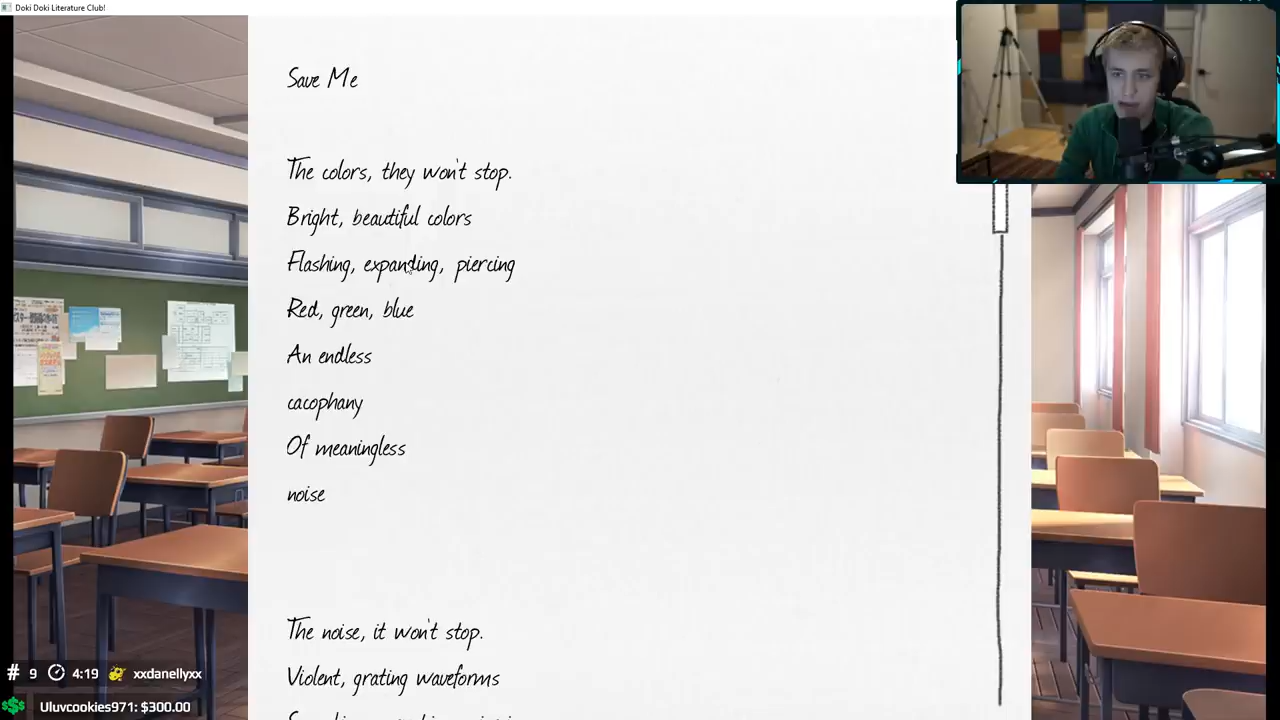 Doki Doki Literature Club!
Save Me
The colors, they won't stop.
Bright, beautiful colors
Flashing, expanding, piercing
Red, green, blue
An endless
cacophany
Of meaningless
noise
The noise, it won't stop.
Violent, grating waveforms
# 9 4:19 xxdanellyxx
Uluvcookies971: $300.00